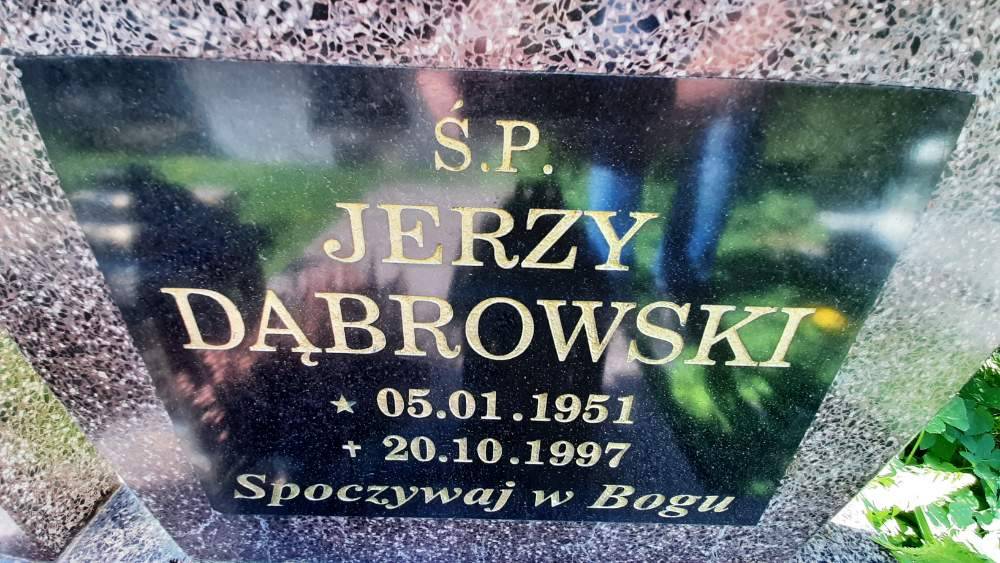 Ś.P.
JERZY
DĄBROWSKI
★ 05.01.1951
+ 20.10.1997
Spoczywaj w Bogu